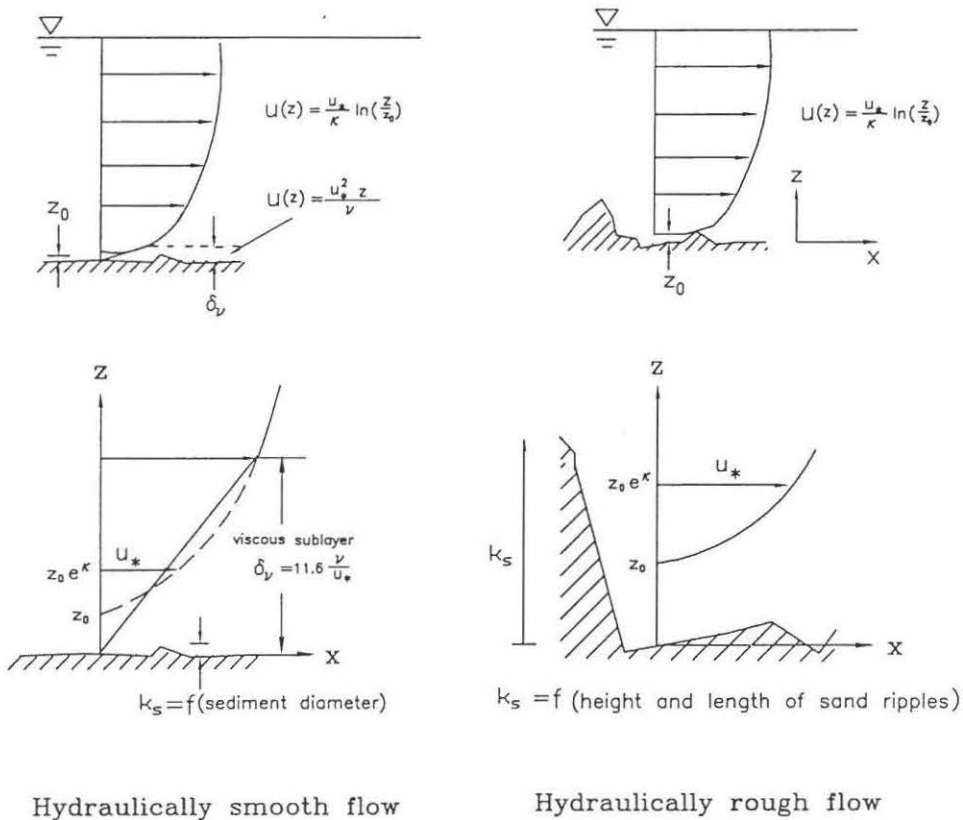 U(z) = u*/κ ln(z/z₀)
U(z) = u*² z/ν
z₀
δν
U(z) = u*/κ ln(z/z₀)
z₀
Z
X
Z
u*
z₀ e^κ
z₀
viscous sublayer
δν = 11.6 ν/u*
X
kₛ = f (sediment diameter)
Z
u*
z₀ e^κ
kₛ
z₀
X
kₛ = f (height and length of sand ripples)
Hydraulically smooth flow
Hydraulically rough flow